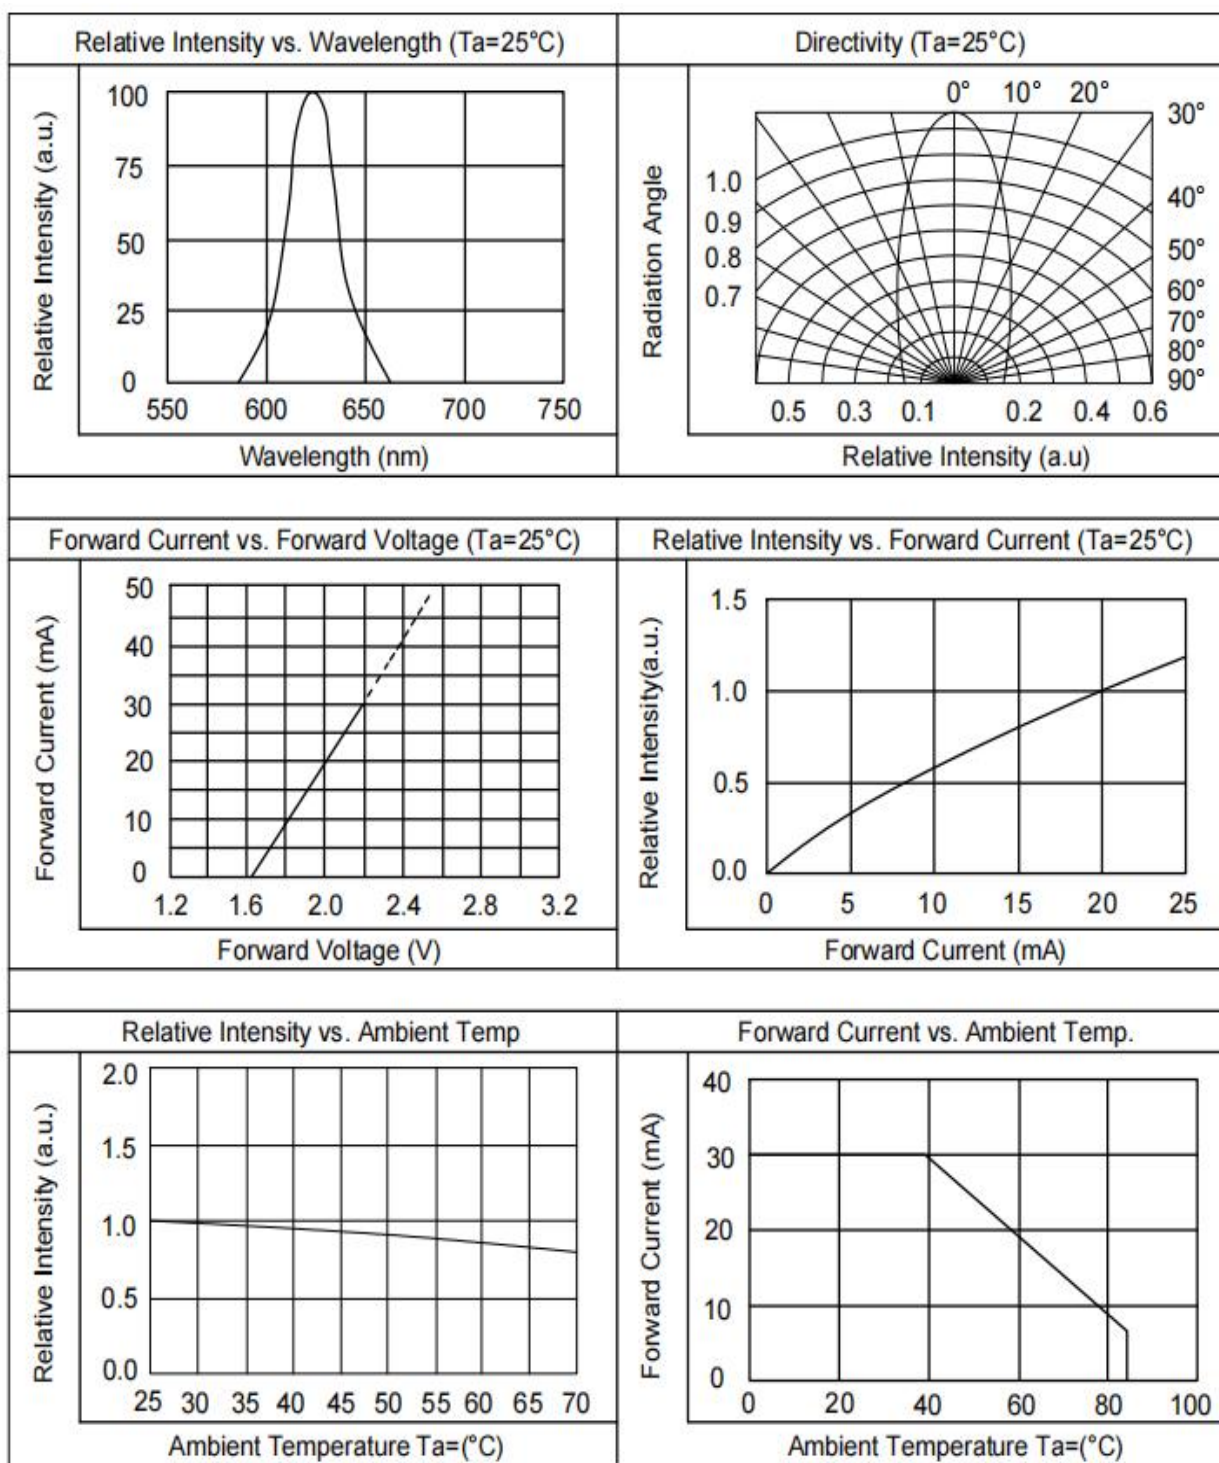 Relative Intensity vs. Wavelength (Ta=25°C)
Relative Intensity (a.u.)
100
75
50
25
0
550 600 650 700 750
Wavelength (nm)
Directivity (Ta=25°C)
Radiation Angle
0° 10° 20° 30°
40°
50°
60°
70°
80°
90°
1.0
0.9
0.8
0.7
0.5 0.3 0.1 0.2 0.4 0.6
Relative Intensity (a.u)
Forward Current vs. Forward Voltage (Ta=25°C)
Forward Current (mA)
50
40
30
20
10
0
1.2 1.6 2.0 2.4 2.8 3.2
Forward Voltage (V)
Relative Intensity vs. Forward Current (Ta=25°C)
Relative Intensity(a.u.)
1.5
1.0
0.5
0.0
0 5 10 15 20 25
Forward Current (mA)
Relative Intensity vs. Ambient Temp
Relative Intensity (a.u.)
2.0
1.5
1.0
0.5
0.0
25 30 35 40 45 50 55 60 65 70
Ambient Temperature Ta=(°C)
Forward Current vs. Ambient Temp.
Forward Current (mA)
40
30
20
10
0
0 20 40 60 80 100
Ambient Temperature Ta=(°C)